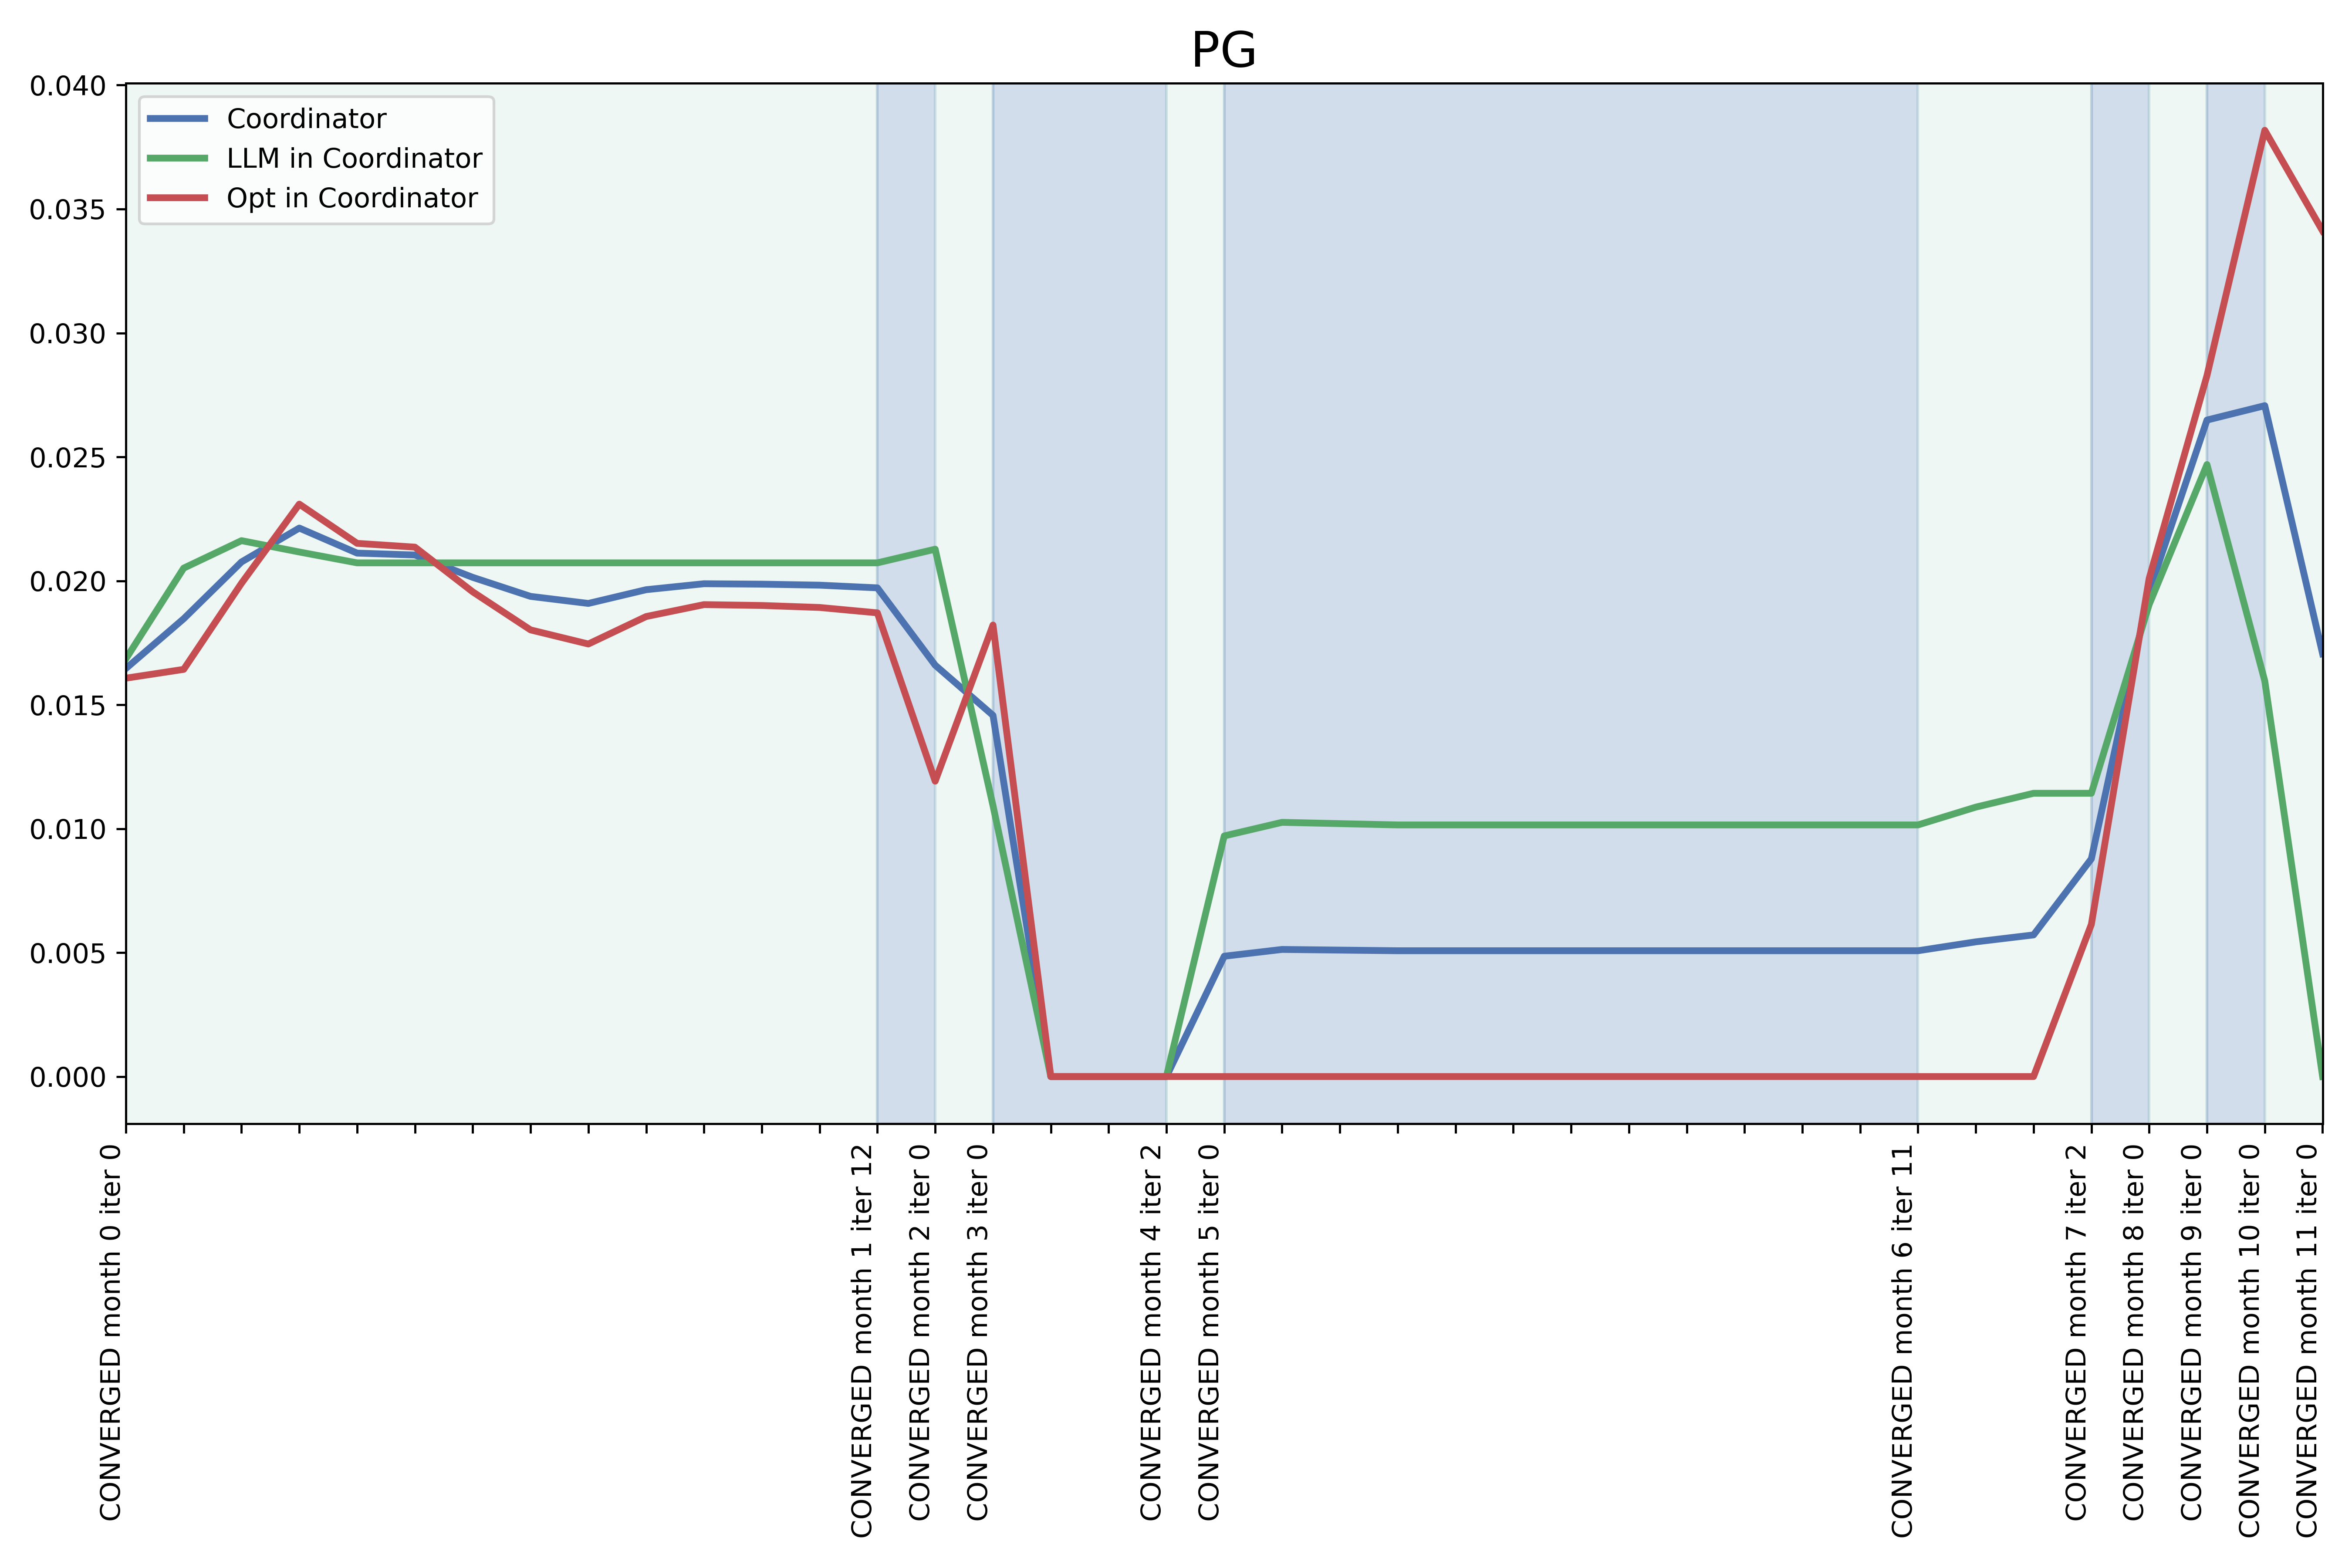 PG
0.040
0.035
0.030
0.025
0.020
0.015
0.010
0.005
0.000
Coordinator
LLM in Coordinator
Opt in Coordinator
CONVERGED month 0 iter 0
CONVERGED month 1 iter 12
CONVERGED month 2 iter 0
CONVERGED month 3 iter 0
CONVERGED month 4 iter 2
CONVERGED month 5 iter 0
CONVERGED month 6 iter 11
CONVERGED month 7 iter 2
CONVERGED month 8 iter 0
CONVERGED month 9 iter 0
CONVERGED month 10 iter 0
CONVERGED month 11 iter 0